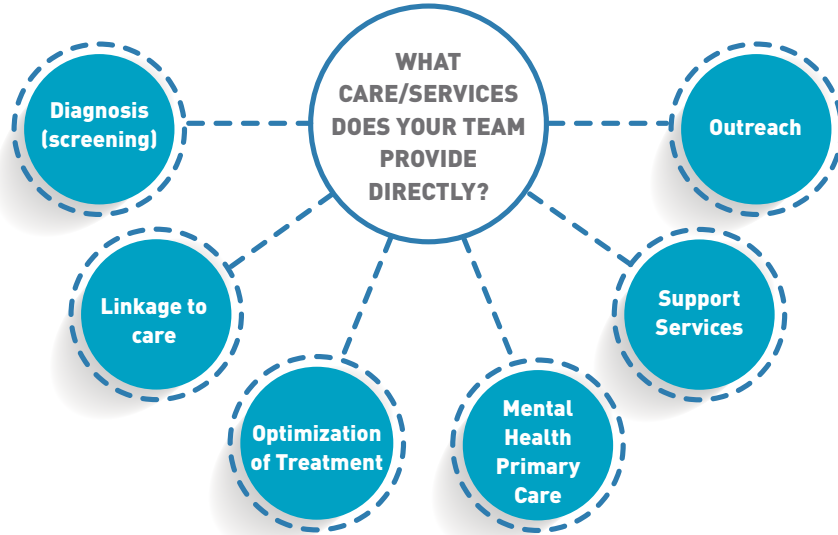 WHAT
CARE/SERVICES
DOES YOUR TEAM
PROVIDE
DIRECTLY?
Diagnosis
(screening)
Linkage to
care
Optimization
of Treatment
Mental
Health
Primary
Care
Support
Services
Outreach